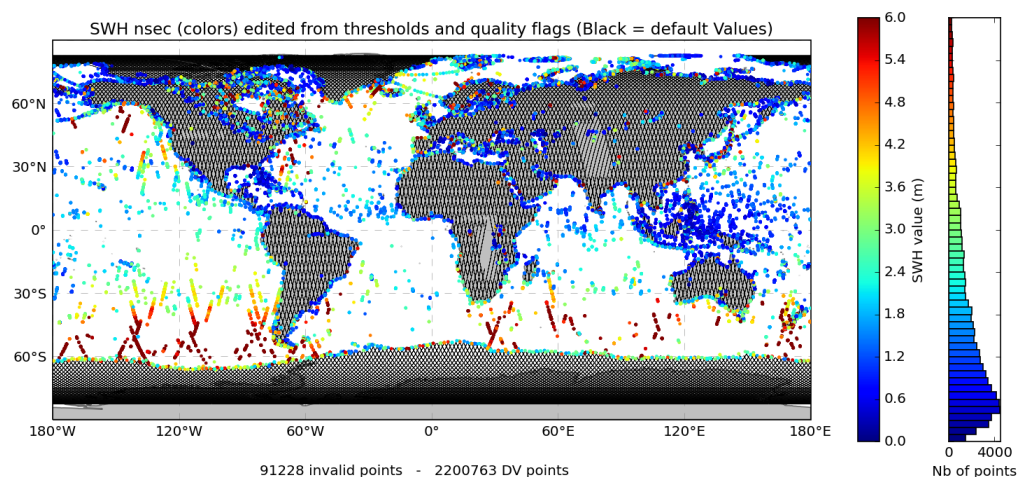 SWH nsec (colors) edited from thresholds and quality flags (Black = default Values)
60°N
30°N
0°
30°S
60°S
180°W
120°W
60°W
0°
60°E
120°E
180°E
6.0
5.4
4.8
4.2
3.6
3.0
2.4
1.8
1.2
0.6
0.0
SWH value (m)
0
4000
Nb of points
91228 invalid points - 2200763 DV points